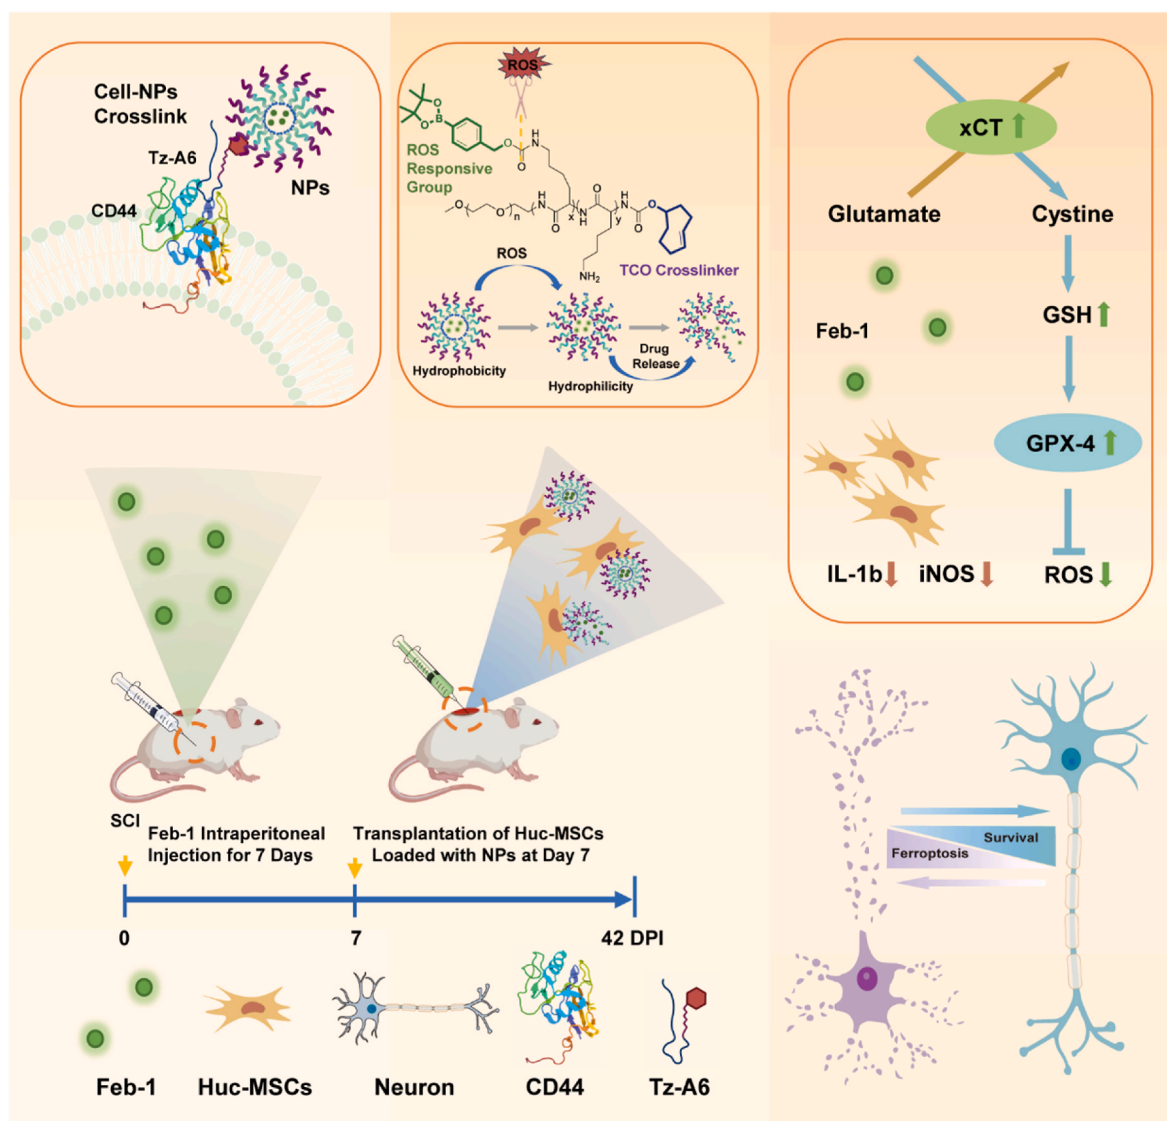 Cell-NPs
Crosslink
Tz-A6
NPs
CD44
ROS
O
B
O
ROS
Responsive
Group
O
O
H
N
O
O
n
H
N
O
x
H
N
O
y
H
N
O
O
NH₂
TCO Crosslinker
ROS
Hydrophobicity
Drug
Release
Hydrophilicity
xCT
Glutamate
Cystine
Feb-1
GSH
GPX-4
IL-1b
iNOS
ROS
SCI
Feb-1 Intraperitoneal
Injection for 7 Days
Transplantation of Huc-MSCs
Loaded with NPs at Day 7
0
7
42 DPI
Survival
Ferroptosis
Feb-1
Huc-MSCs
Neuron
CD44
Tz-A6